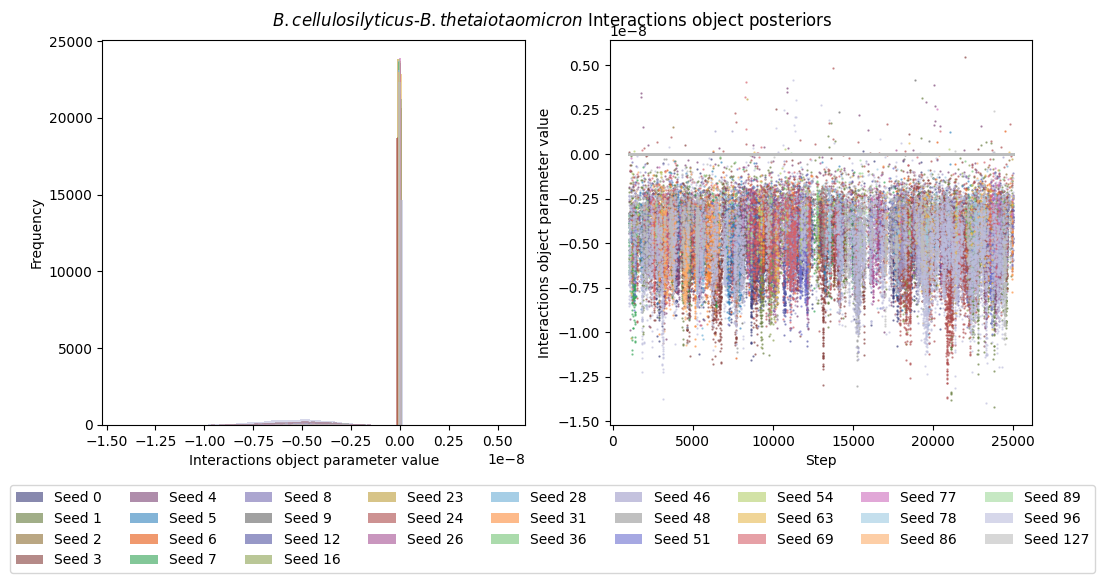 B.cellulosilyticus-B.thetaiotaomicron Interactions object posteriors
25000
20000
15000
10000
5000
0
Frequency
−1.50 −1.25 −1.00 −0.75 −0.50 −0.25 0.00 0.25 0.50
1e−8
Interactions object parameter value
1e−8
0.50
0.25
0.00
−0.25
−0.50
−0.75
−1.00
−1.25
−1.50
Interactions object parameter value
0 5000 10000 15000 20000 25000
Step
Seed 0 Seed 4 Seed 8 Seed 23 Seed 28 Seed 46 Seed 54 Seed 77 Seed 89
Seed 1 Seed 5 Seed 9 Seed 24 Seed 31 Seed 48 Seed 63 Seed 78 Seed 96
Seed 2 Seed 6 Seed 12 Seed 26 Seed 36 Seed 51 Seed 69 Seed 86 Seed 127
Seed 3 Seed 7 Seed 16